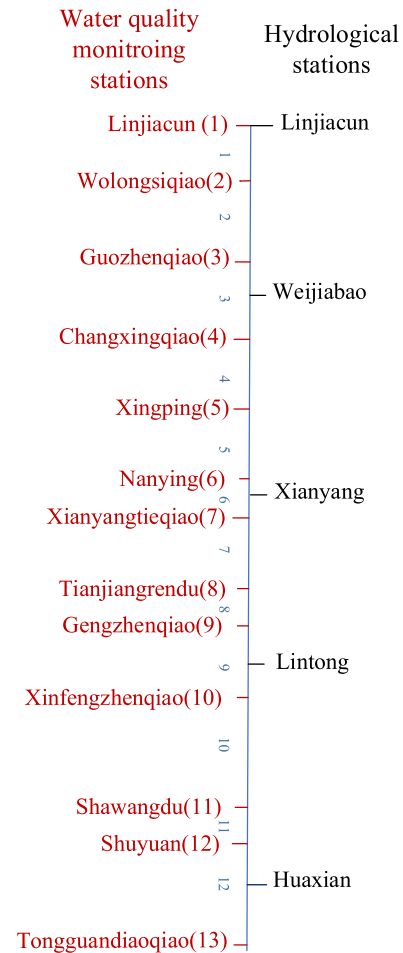 Water quality
monitroing
stations
Hydrological
stations
Linjiacun (1)
Linjiacun
1
Wolongsiqiao(2)
2
Guozhenqiao(3)
Weijiabao
3
Changxingqiao(4)
4
Xingping(5)
5
Nanying(6)
Xianyang
6
Xianyangtieqiao(7)
7
Tianjiangrendu(8)
8
Gengzhenqiao(9)
Lintong
9
Xinfengzhenqiao(10)
10
Shawangdu(11)
11
Shuyuan(12)
Huaxian
12
Tongguandiaoqiao(13)